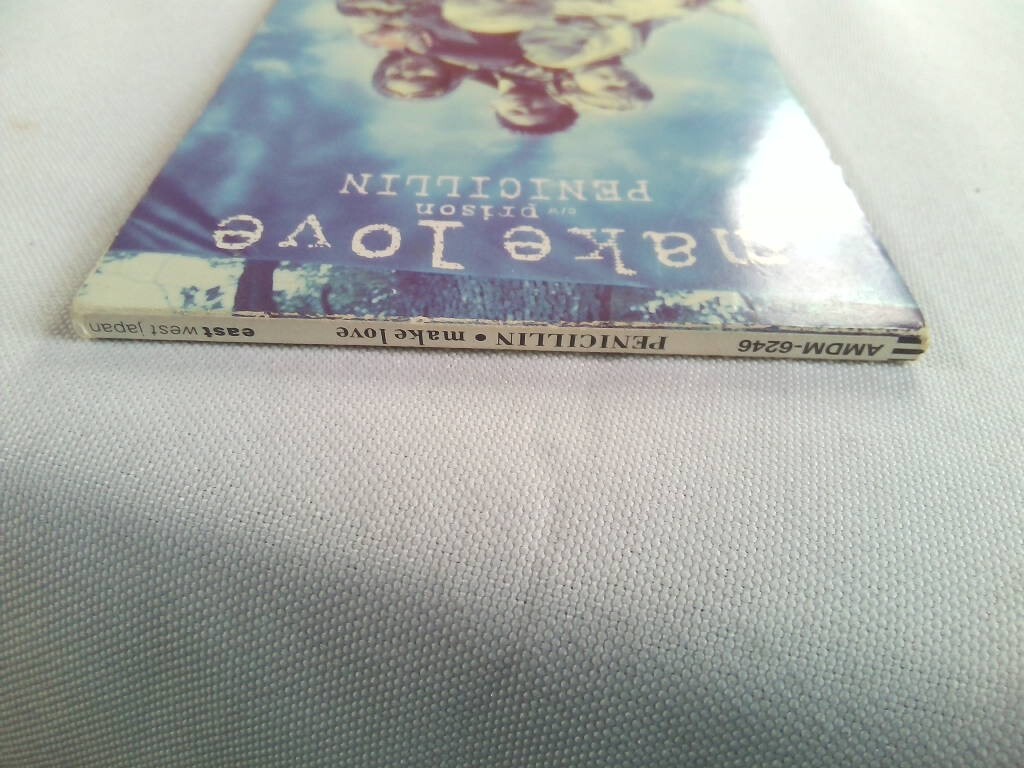 make love
c/w prison
PENICILLIN
AMDM-6246 PENICILLIN • make love east west japan